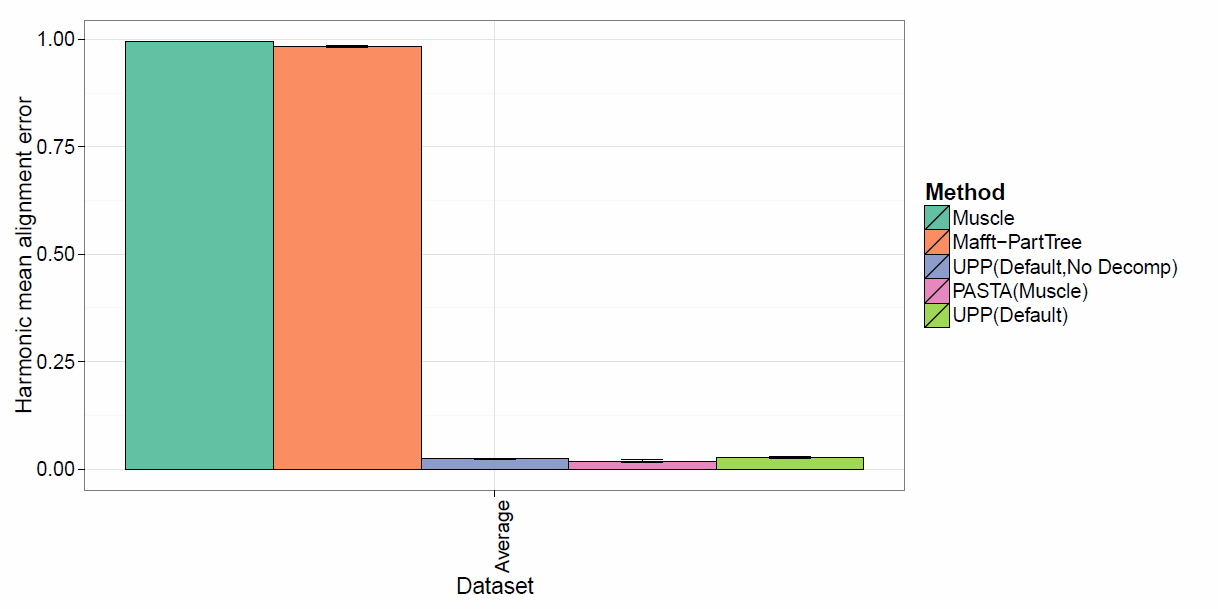 Harmonic mean alignment error
1.00
0.75
0.50
0.25
0.00
Average
Dataset
Method
Muscle
Mafft−PartTree
UPP(Default,No Decomp)
PASTA(Muscle)
UPP(Default)